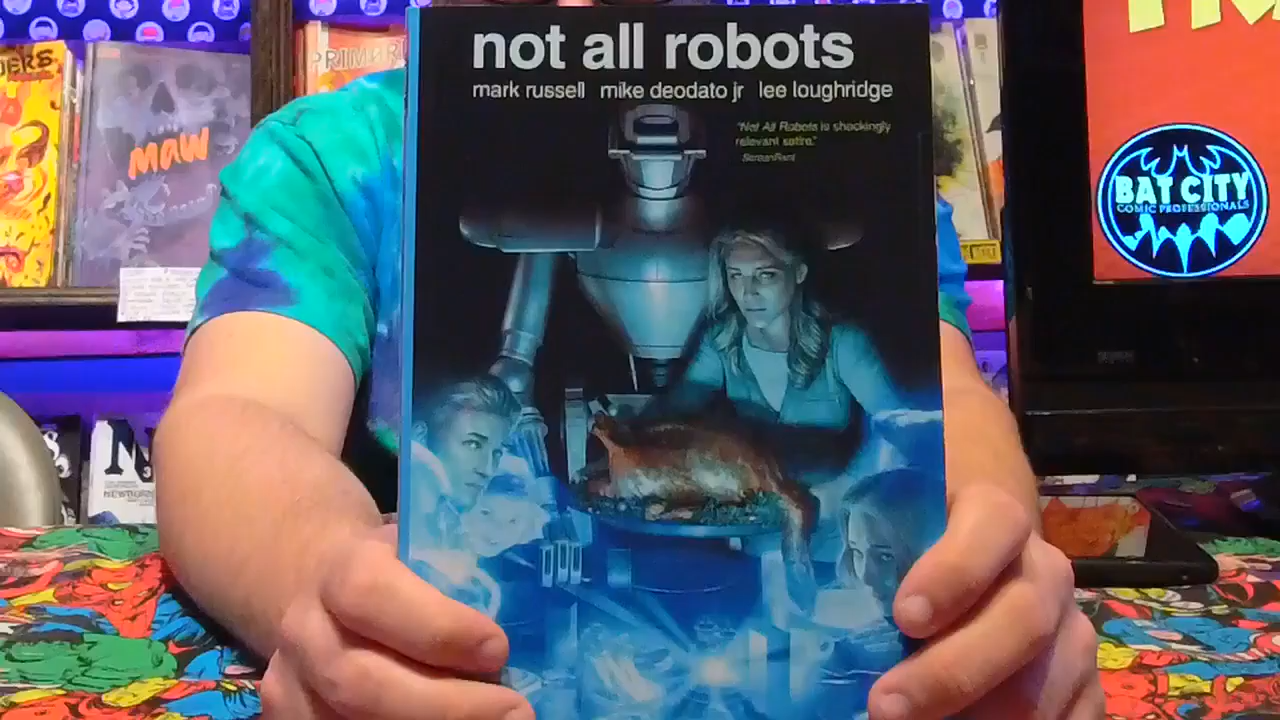 not all robots
mark russell mike deodato jr lee loughridge
"Not All Robots is shockingly
relevant satire."
ScreenRant
MAW
BAT CITY
COMIC PROFESSIONALS